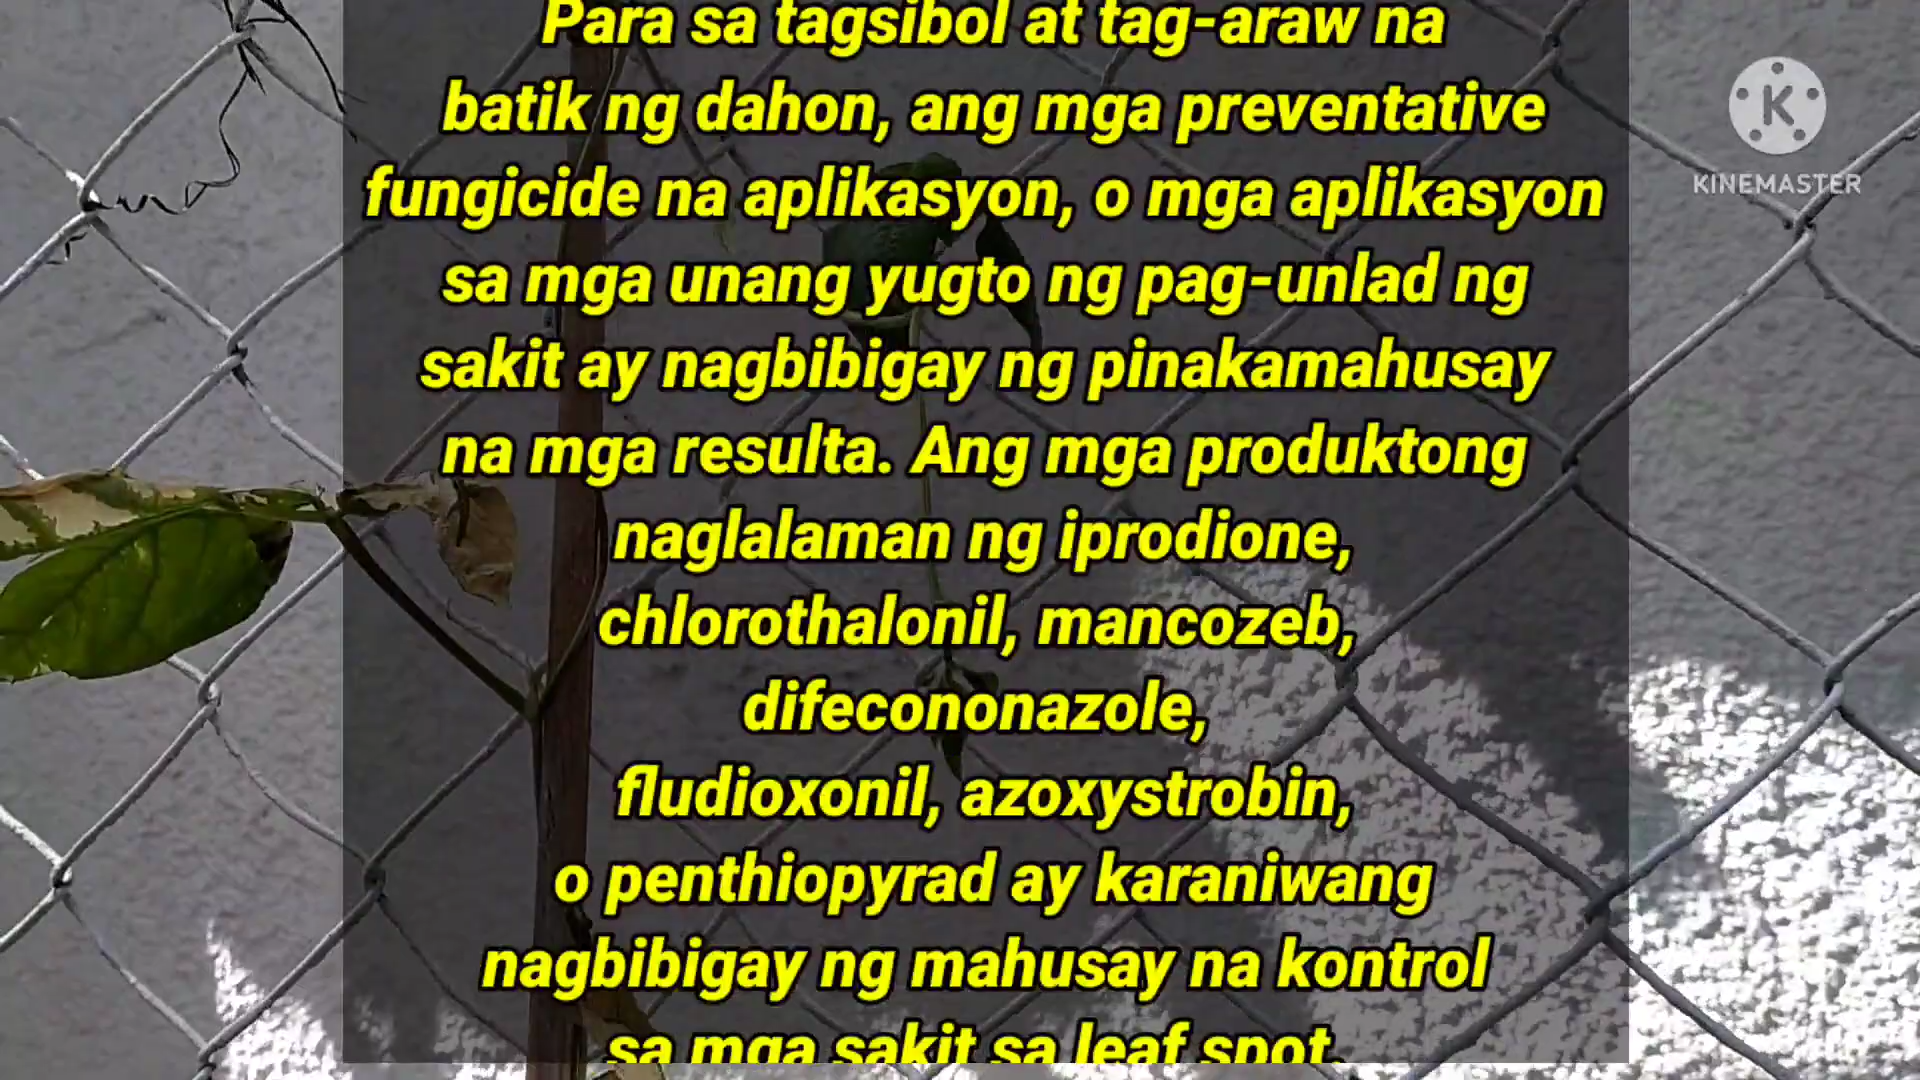 Para sa tagsibol at tag-araw na
batik ng dahon, ang mga preventative
fungicide na aplikasyon, o mga aplikasyon
sa mga unang yugto ng pag-unlad ng
sakit ay nagbibigay ng pinakamahusay
na mga resulta. Ang mga produktong
naglalaman ng iprodione,
chlorothalonil, mancozeb,
difecononazole,
fludioxonil, azoxystrobin,
o penthiopyrad ay karaniwang
nagbibigay ng mahusay na kontrol
sa mga sakit sa leaf spot.
KINEMASTER